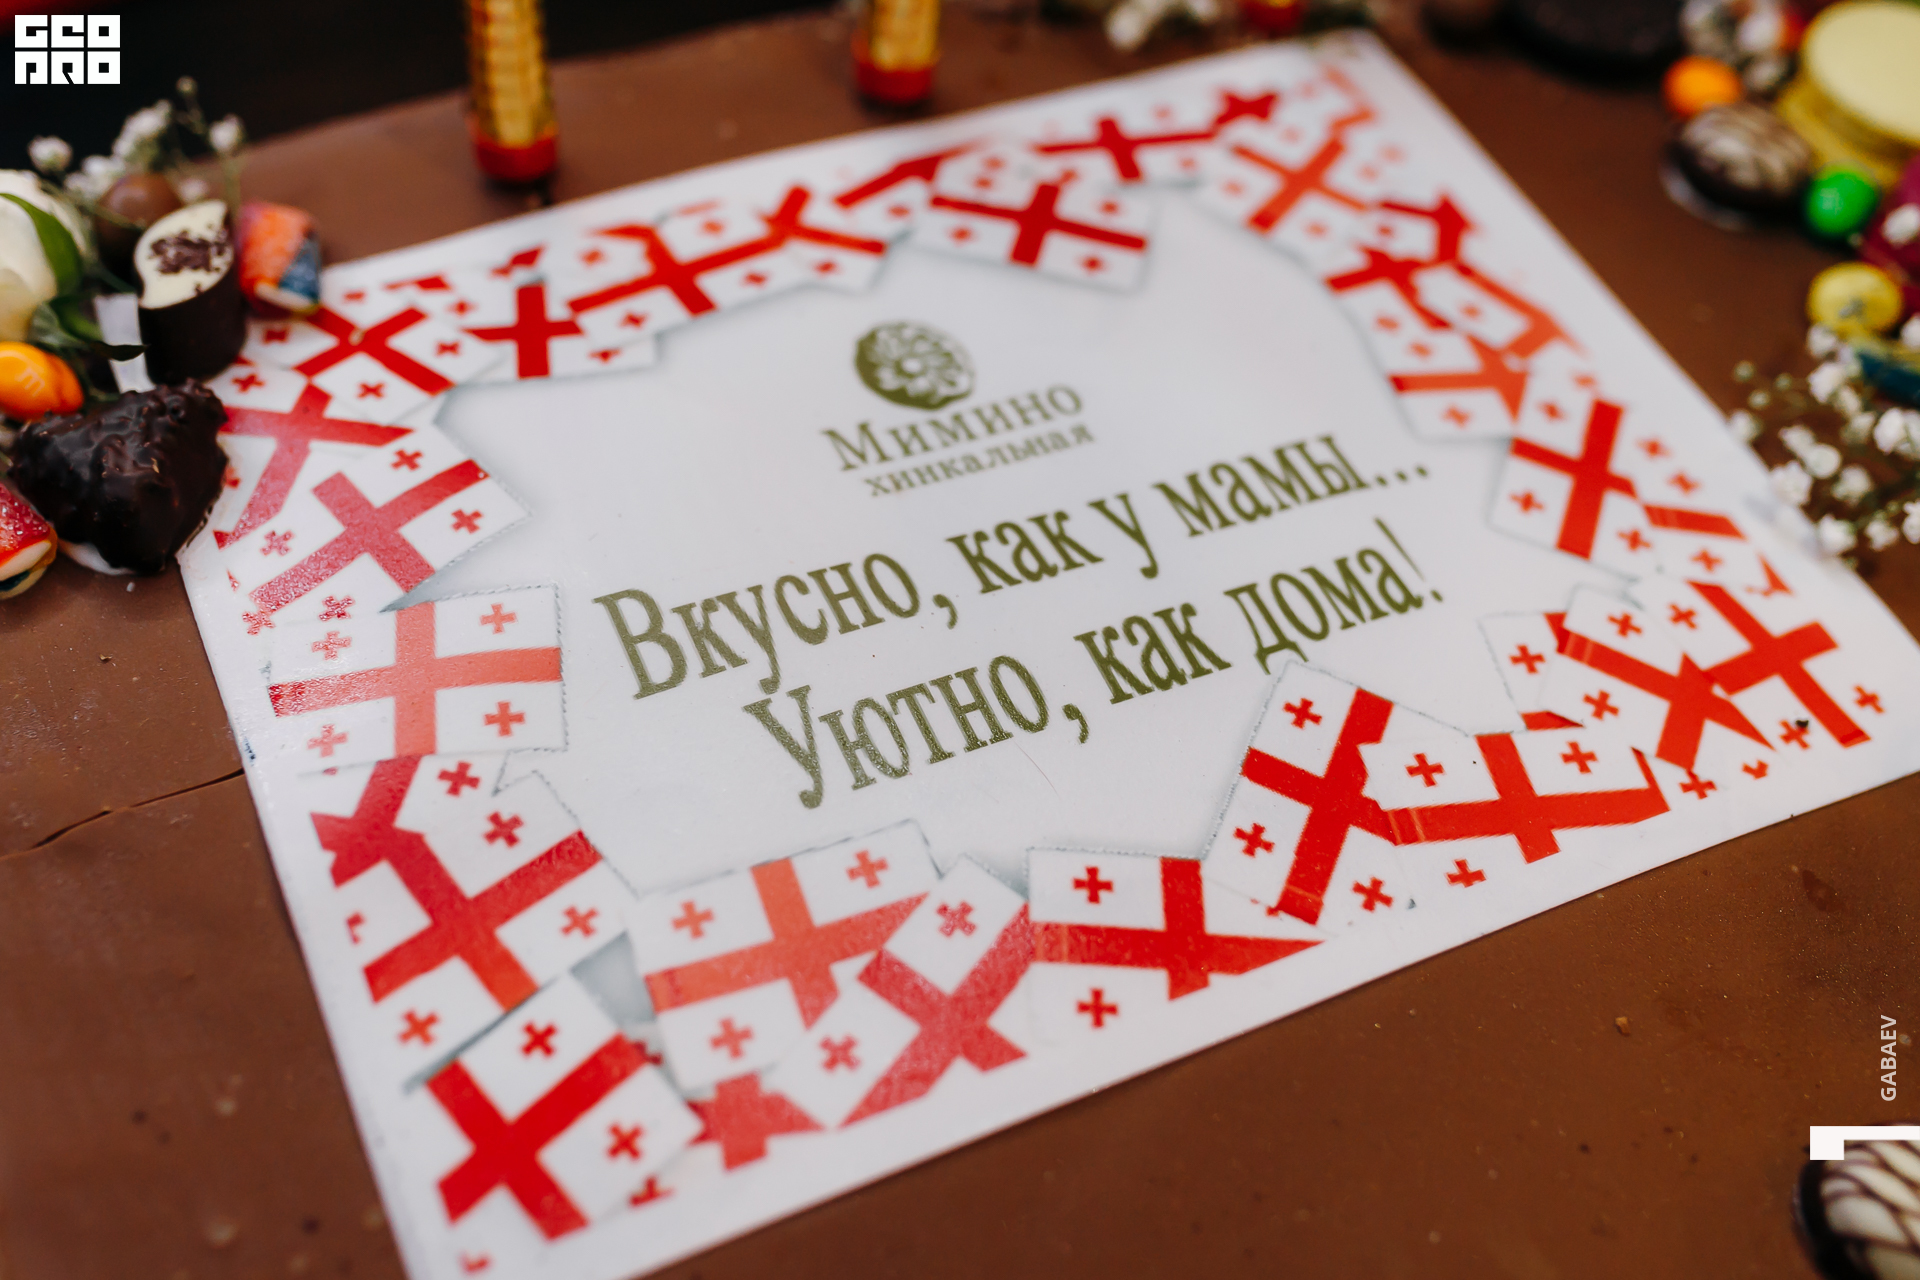 GEO
PRO
Мимино
хинкальная
Вкусно, как у мамы...
Уютно, как дома!
GABAEV